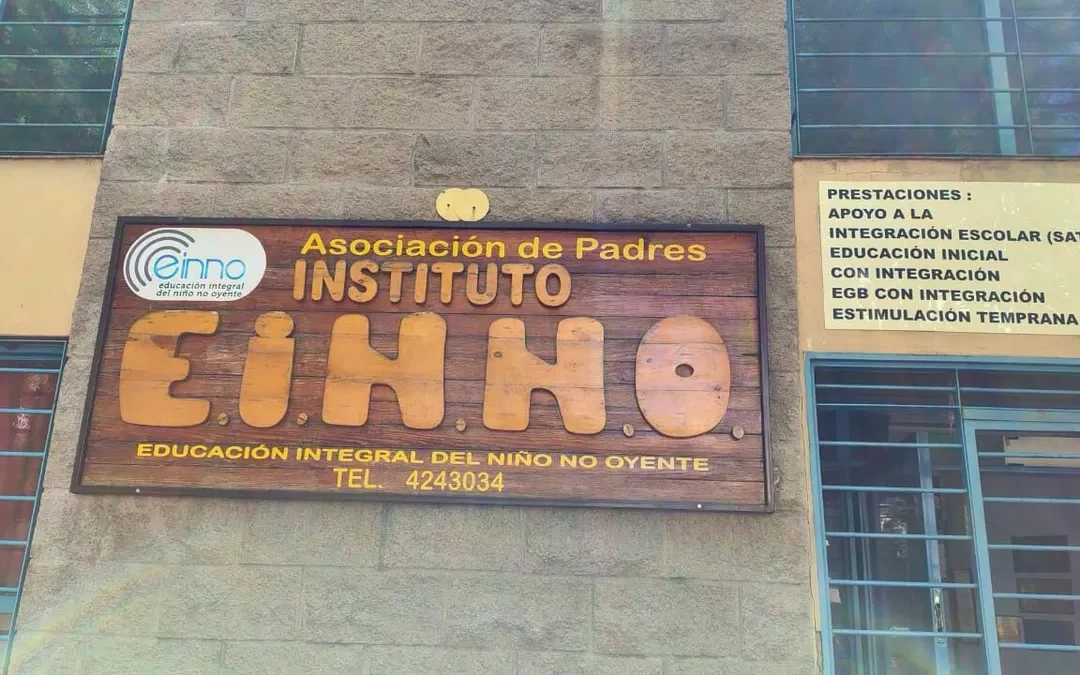 einno
educación integral
del niño no oyente
Asociación de Padres
INSTITUTO
E.i.N.N.O.
EDUCACIÓN INTEGRAL DEL NIÑO NO OYENTE
TEL. 4243034
PRESTACIONES :
APOYO A LA
INTEGRACIÓN ESCOLAR (SAT
EDUCACIÓN INICIAL
CON INTEGRACIÓN
EGB CON INTEGRACIÓN
ESTIMULACIÓN TEMPRANA